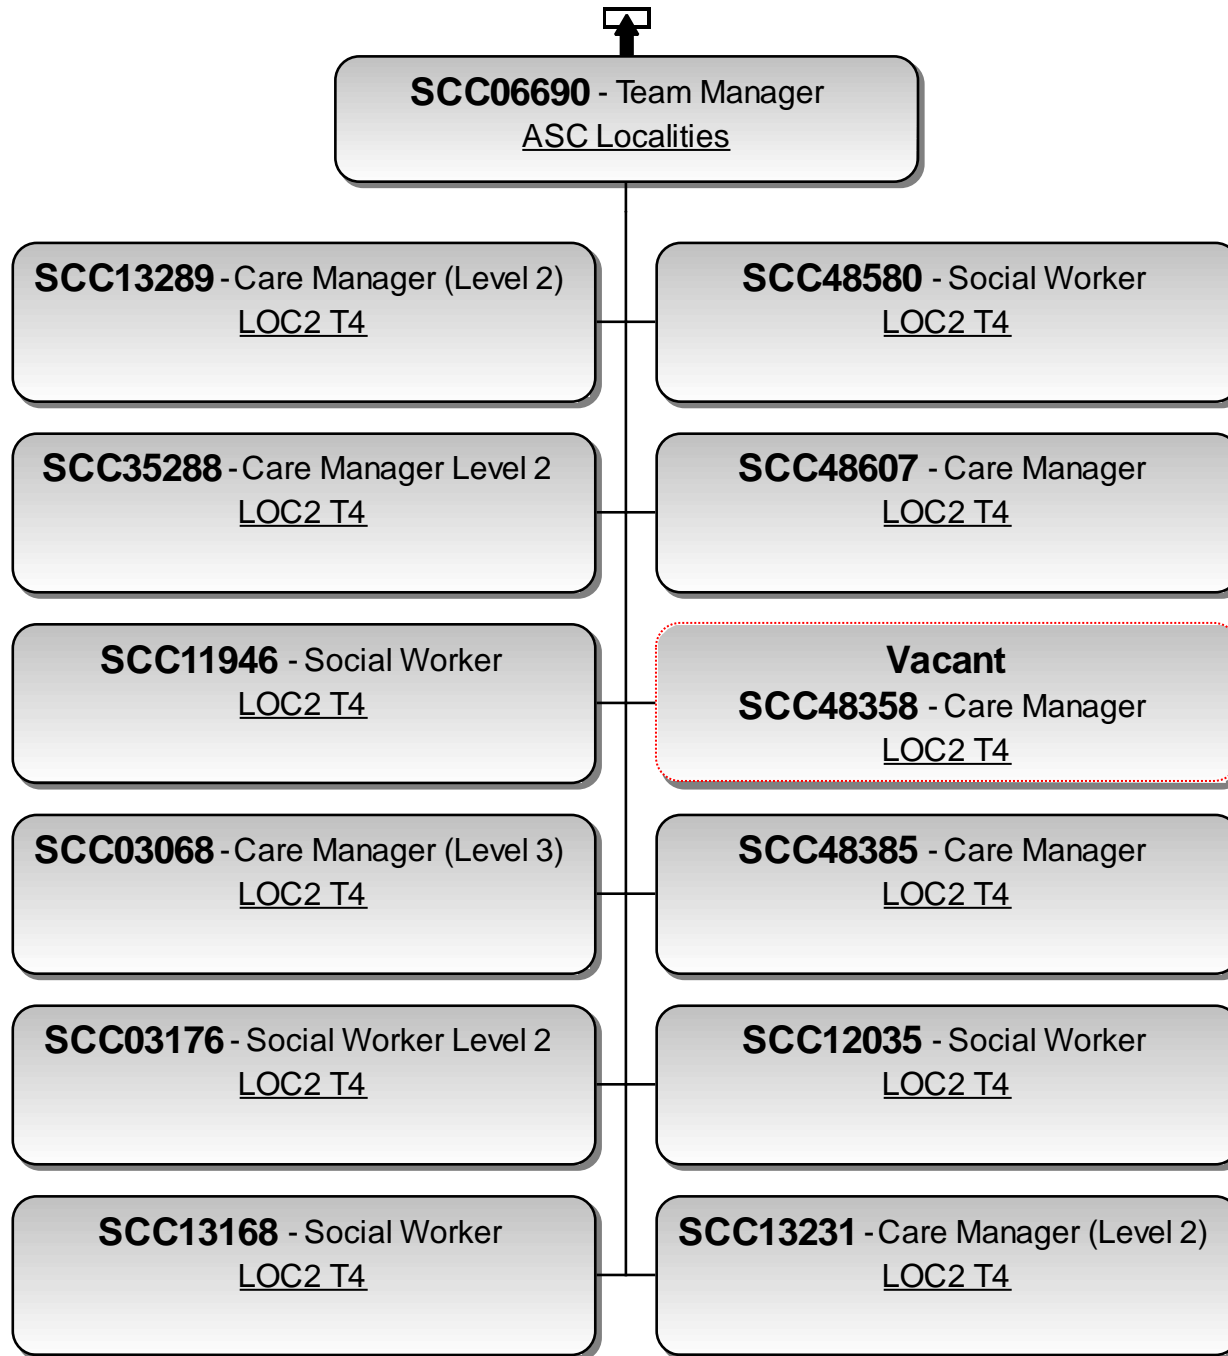 SCC06690 - Team Manager
ASC Localities
SCC13289 - Care Manager (Level 2)
LOC2 T4
SCC48580 - Social Worker
LOC2 T4
SCC35288 - Care Manager Level 2
LOC2 T4
SCC48607 - Care Manager
LOC2 T4
SCC11946 - Social Worker
LOC2 T4
Vacant
SCC48358 - Care Manager
LOC2 T4
SCC03068 - Care Manager (Level 3)
LOC2 T4
SCC48385 - Care Manager
LOC2 T4
SCC03176 - Social Worker Level 2
LOC2 T4
SCC12035 - Social Worker
LOC2 T4
SCC13168 - Social Worker
LOC2 T4
SCC13231 - Care Manager (Level 2)
LOC2 T4